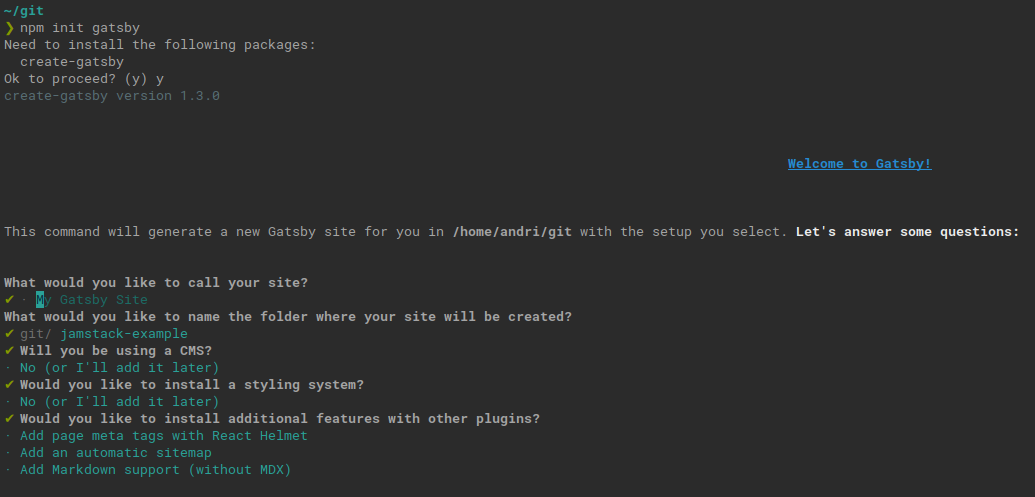 ~/git
❯ npm init gatsby
Need to install the following packages:
  create-gatsby
Ok to proceed? (y) y
create-gatsby version 1.3.0
Welcome to Gatsby!
This command will generate a new Gatsby site for you in /home/andri/git with the setup you select. Let's answer some questions:
What would you like to call your site?
✔ · My Gatsby Site
What would you like to name the folder where your site will be created?
✔ git/ jamstack-example
✔ Will you be using a CMS?
· No (or I'll add it later)
✔ Would you like to install a styling system?
· No (or I'll add it later)
✔ Would you like to install additional features with other plugins?
· Add page meta tags with React Helmet
· Add an automatic sitemap
· Add Markdown support (without MDX)